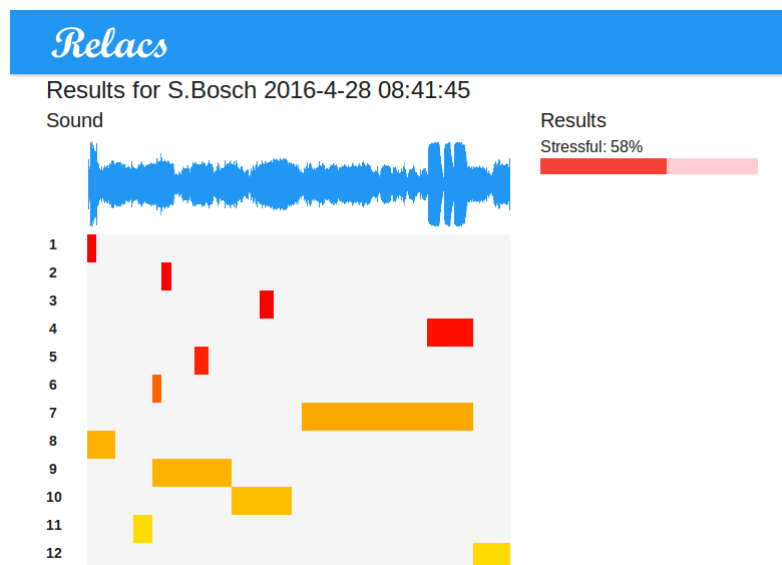 Relacs
Results for S.Bosch 2016-4-28 08:41:45
Sound
Results
Stressful: 58%
1
2
3
4
5
6
7
8
9
10
11
12